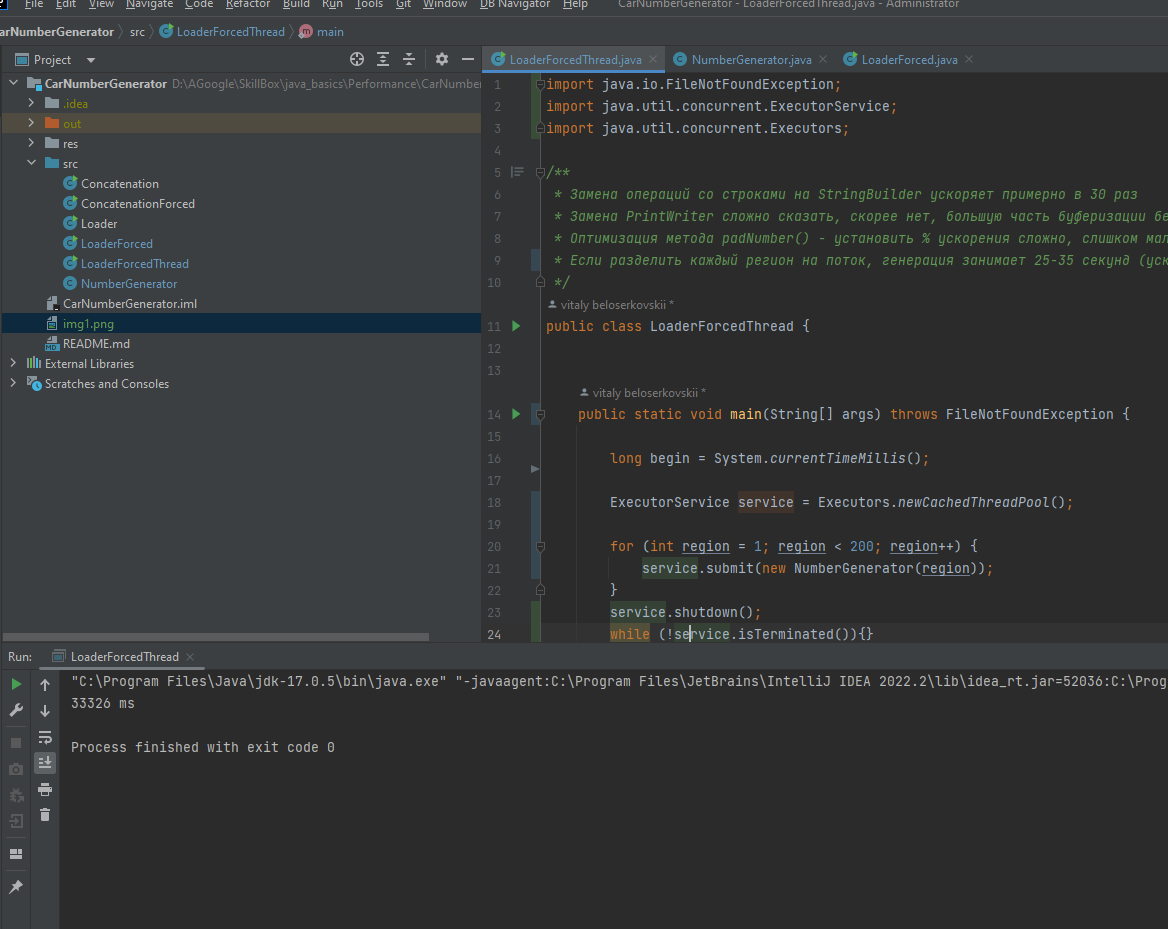 File Edit View Navigate Code Refactor Build Run Tools Git Window DB Navigator Help CarNumberGenerator - LoaderForcedThread.java - Administrator
arNumberGenerator src LoaderForcedThread main
Project
LoaderForcedThread.java NumberGenerator.java LoaderForced.java
CarNumberGenerator D:\AGoogle\SkillBox\java_basics\Performance\CarNumber
.idea
out
res
src
Concatenation
ConcatenationForced
Loader
LoaderForced
LoaderForcedThread
NumberGenerator
CarNumberGenerator.iml
img1.png
README.md
External Libraries
Scratches and Consoles
1 import java.io.FileNotFoundException;
2 import java.util.concurrent.ExecutorService;
3 import java.util.concurrent.Executors;
4
5 /**
6 * Замена операций со строками на StringBuilder ускоряет примерно в 30 раз
7 * Замена PrintWriter сложно сказать, скорее нет, большую часть буферизации бе
8 * Оптимизация метода padNumber() - установить % ускорения сложно, слишком мал
9 * Если разделить каждый регион на поток, генерация занимает 25-35 секунд (уск
10 */
vitaly beloserkovskii *
11 public class LoaderForcedThread {
12
13
vitaly beloserkovskii *
14 public static void main(String[] args) throws FileNotFoundException {
15
16 long begin = System.currentTimeMillis();
17
18 ExecutorService service = Executors.newCachedThreadPool();
19
20 for (int region = 1; region < 200; region++) {
21 service.submit(new NumberGenerator(region));
22 }
23 service.shutdown();
24 while (!service.isTerminated()){}
Run: LoaderForcedThread
"C:\Program Files\Java\jdk-17.0.5\bin\java.exe" "-javaagent:C:\Program Files\JetBrains\IntelliJ IDEA 2022.2\lib\idea_rt.jar=52036:C:\Prog
33326 ms
Process finished with exit code 0